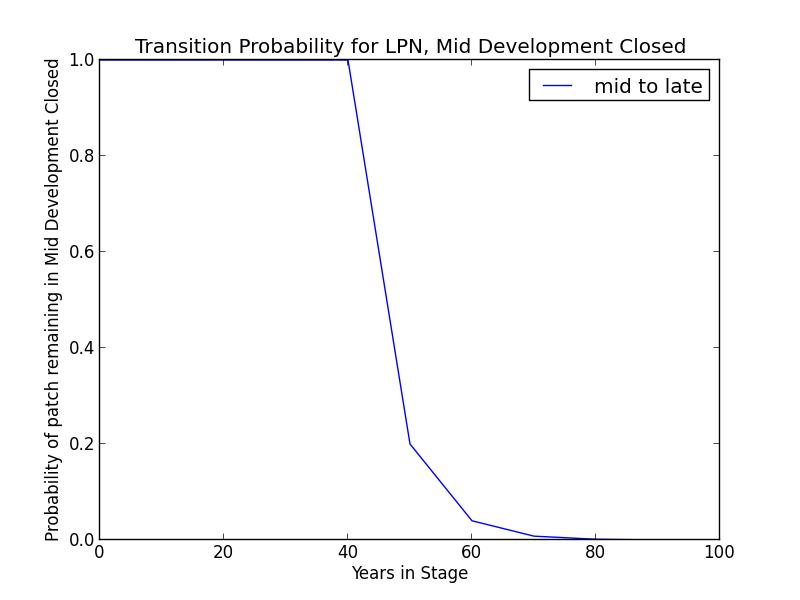 Transition Probability for LPN, Mid Development Closed
mid to late
Probability of patch remaining in Mid Development Closed
1.0
0.8
0.6
0.4
0.2
0.0
0 20 40 60 80 100
Years in Stage